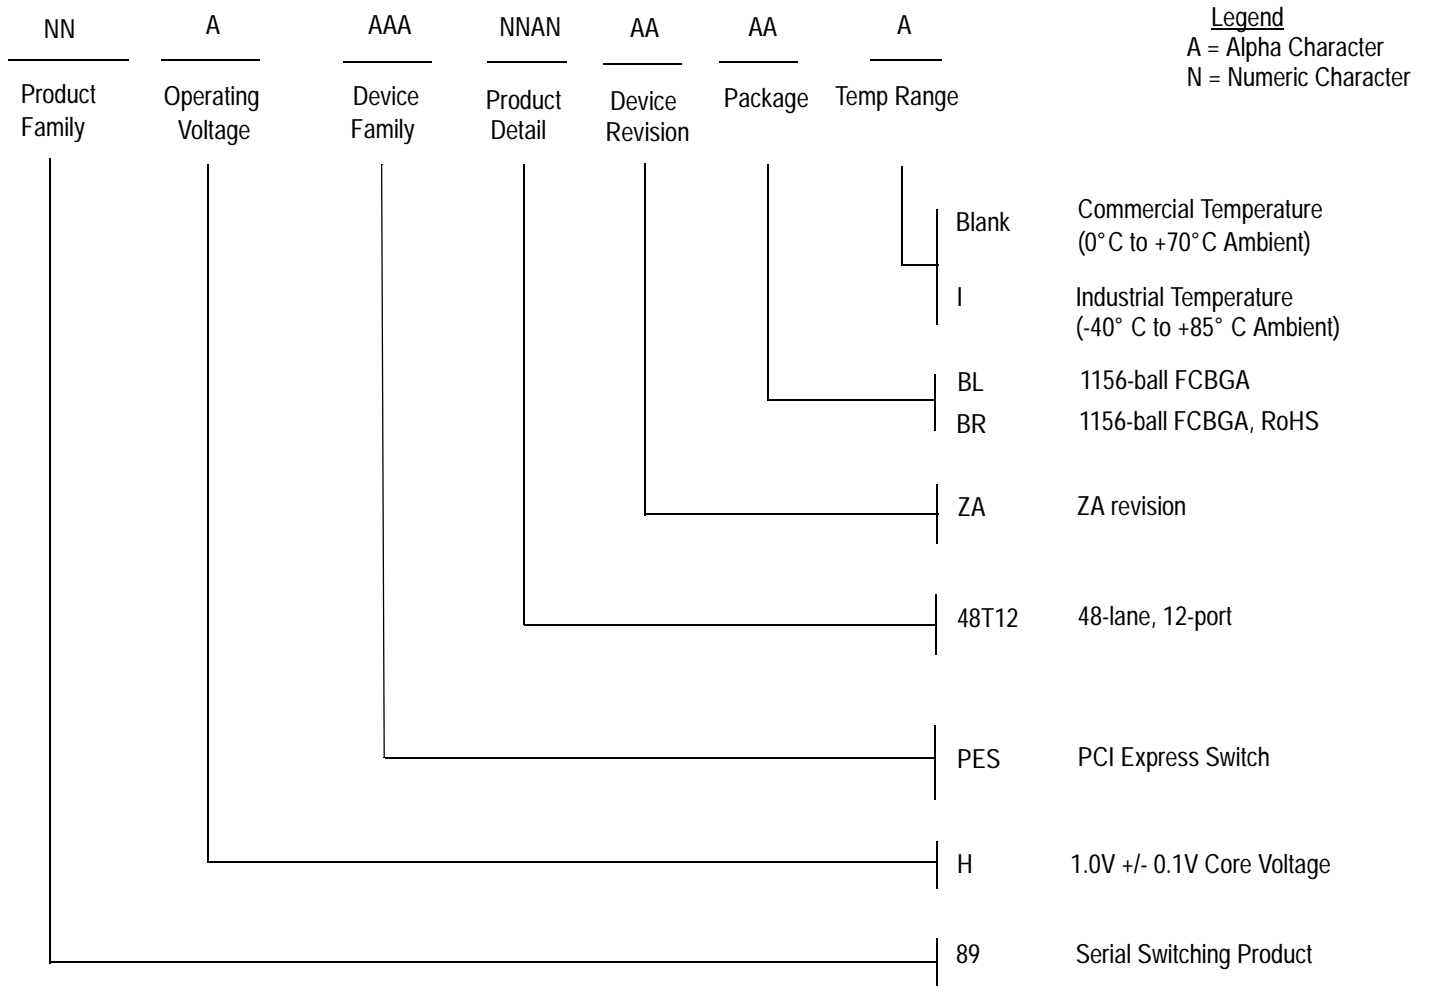 NN A AAA NNAN AA AA A
Legend
A = Alpha Character
N = Numeric Character
Product
Family
Operating
Voltage
Device
Family
Product
Detail
Device
Revision
Package
Temp Range
Blank Commercial Temperature
(0°C to +70°C Ambient)
I Industrial Temperature
(-40° C to +85° C Ambient)
BL 1156-ball FCBGA
BR 1156-ball FCBGA, RoHS
ZA ZA revision
48T12 48-lane, 12-port
PES PCI Express Switch
H 1.0V +/- 0.1V Core Voltage
89 Serial Switching Product